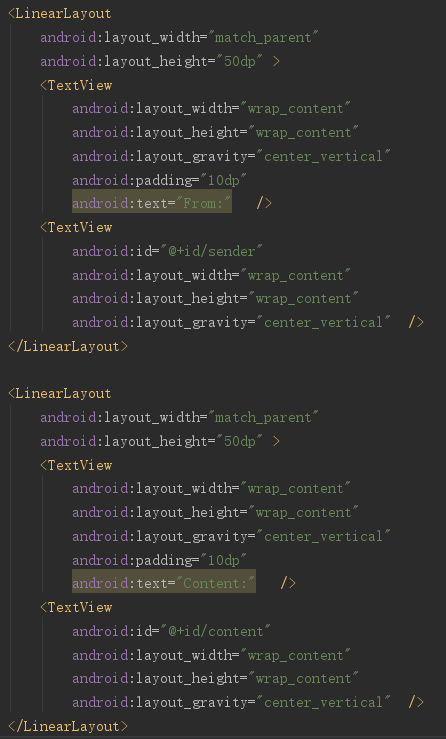 <LinearLayout
    android:layout_width="match_parent"
    android:layout_height="50dp" >
    <TextView
        android:layout_width="wrap_content"
        android:layout_height="wrap_content"
        android:layout_gravity="center_vertical"
        android:padding="10dp"
        android:text="From:"   />
    <TextView
        android:id="@+id/sender"
        android:layout_width="wrap_content"
        android:layout_height="wrap_content"
        android:layout_gravity="center_vertical"  />
</LinearLayout>

<LinearLayout
    android:layout_width="match_parent"
    android:layout_height="50dp" >
    <TextView
        android:layout_width="wrap_content"
        android:layout_height="wrap_content"
        android:layout_gravity="center_vertical"
        android:padding="10dp"
        android:text="Content:"   />
    <TextView
        android:id="@+id/content"
        android:layout_width="wrap_content"
        android:layout_height="wrap_content"
        android:layout_gravity="center_vertical"  />
</LinearLayout>